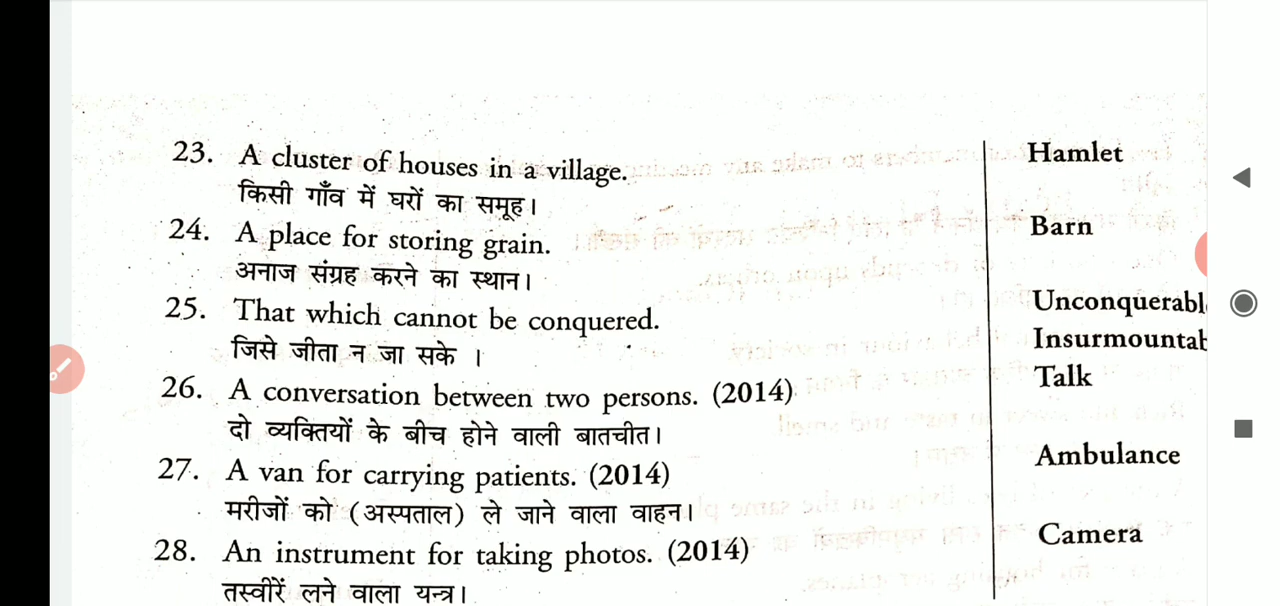 23. A cluster of houses in a village. Hamlet
किसी गाँव में घरों का समूह।
24. A place for storing grain. Barn
अनाज संग्रह करने का स्थान।
25. That which cannot be conquered. Unconquerabl
जिसे जीता न जा सके । Insurmountab
26. A conversation between two persons. (2014) Talk
दो व्यक्तियों के बीच होने वाली बातचीत।
27. A van for carrying patients. (2014) Ambulance
मरीजों को (अस्पताल) ले जाने वाला वाहन।
28. An instrument for taking photos. (2014) Camera
तस्वीरें लने वाला यन्त्र।